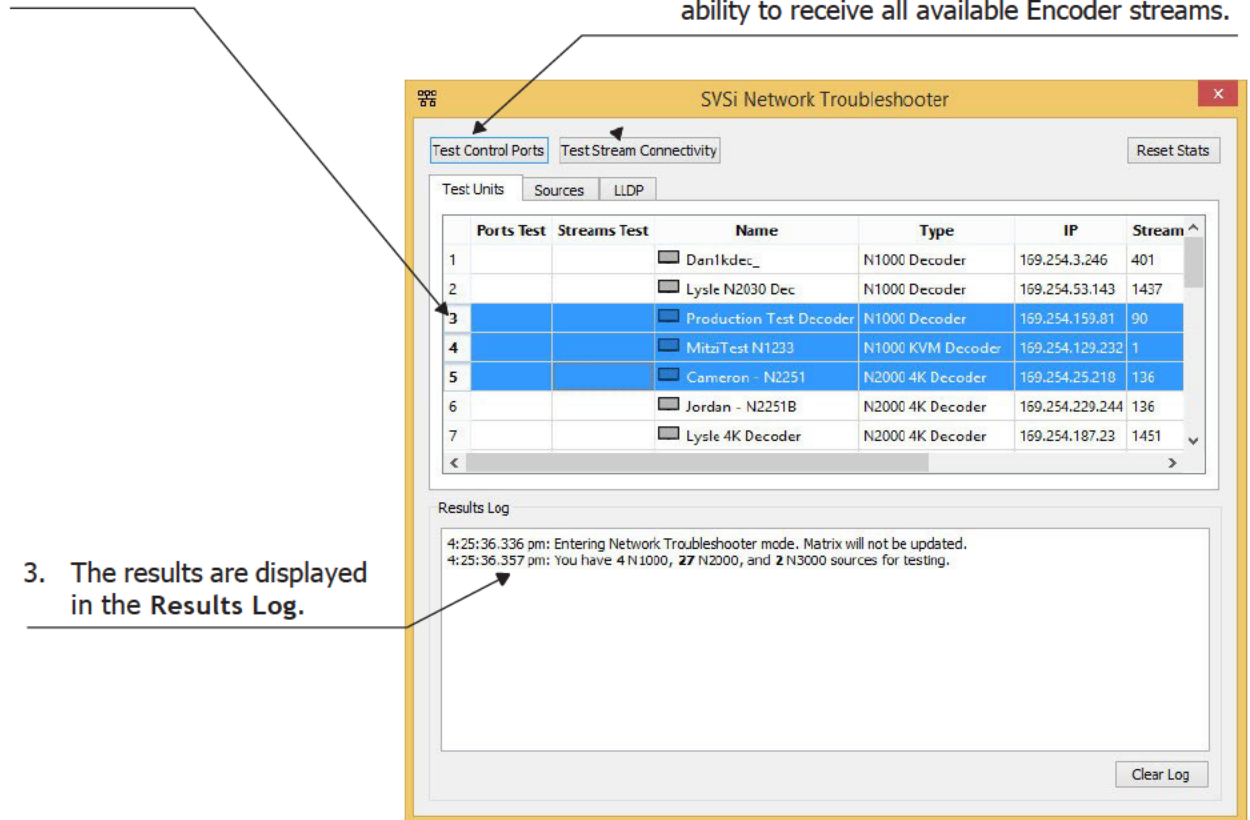 ability to receive all available Encoder streams.
SVSi Network Troubleshooter
x
Test Control Ports Test Stream Connectivity Reset Stats
Test Units Sources LLDP
Ports Test Streams Test Name Type IP Stream
1 Dan1kdec_ N1000 Decoder 169.254.3.246 401
2 Lysle N2030 Dec N1000 Decoder 169.254.53.143 1437
3 Production Test Decoder N1000 Decoder 169.254.159.81 90
4 MitziTest N1233 N1000 KVM Decoder 169.254.129.232 1
5 Cameron - N2251 N2000 4K Decoder 169.254.25.218 136
6 Jordan - N2251B N2000 4K Decoder 169.254.229.244 136
7 Lysle 4K Decoder N2000 4K Decoder 169.254.187.23 1451
Results Log
4:25:36.336 pm: Entering Network Troubleshooter mode. Matrix will not be updated.
4:25:36.357 pm: You have 4 N1000, 27 N2000, and 2 N3000 sources for testing.
3. The results are displayed
in the Results Log.
Clear Log